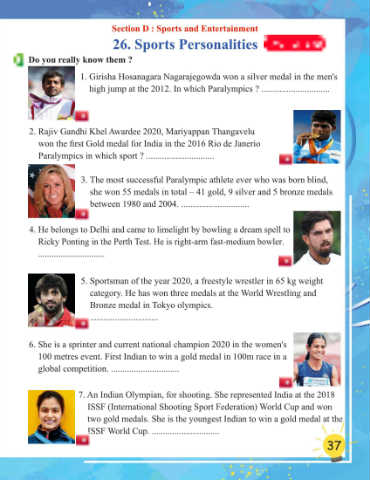 Section D : Sports and Entertainment
26. Sports Personalities
Do you really know them ?
1. Girisha Hosanagara Nagarajegowda won a silver medal in the men's
high jump at the 2012. In which Paralympics ? ................................
2. Rajiv Gandhi Khel Awardee 2020, Mariyappan Thangavelu
won the first Gold medal for India in the 2016 Rio de Janerio
Paralympics in which sport ? ................................
3. The most successful Paralympic athlete ever who was born blind,
she won 55 medals in total – 41 gold, 9 silver and 5 bronze medals
between 1980 and 2004. ................................
4. He belongs to Delhi and came to limelight by bowling a dream spell to
Ricky Ponting in the Perth Test. He is right-arm fast-medium bowler.
................................
5. Sportsman of the year 2020, a freestyle wrestler in 65 kg weight
category. He has won three medals at the World Wrestling and
Bronze medal in Tokyo olympics.
................................
6. She is a sprinter and current national champion 2020 in the women's
100 metres event. First Indian to win a gold medal in 100m race in a
global competition. ................................
7. An Indian Olympian, for shooting. She represented India at the 2018
ISSF (International Shooting Sport Federation) World Cup and won
two gold medals. She is the youngest Indian to win a gold medal at the
ISSF World Cup. ................................
37